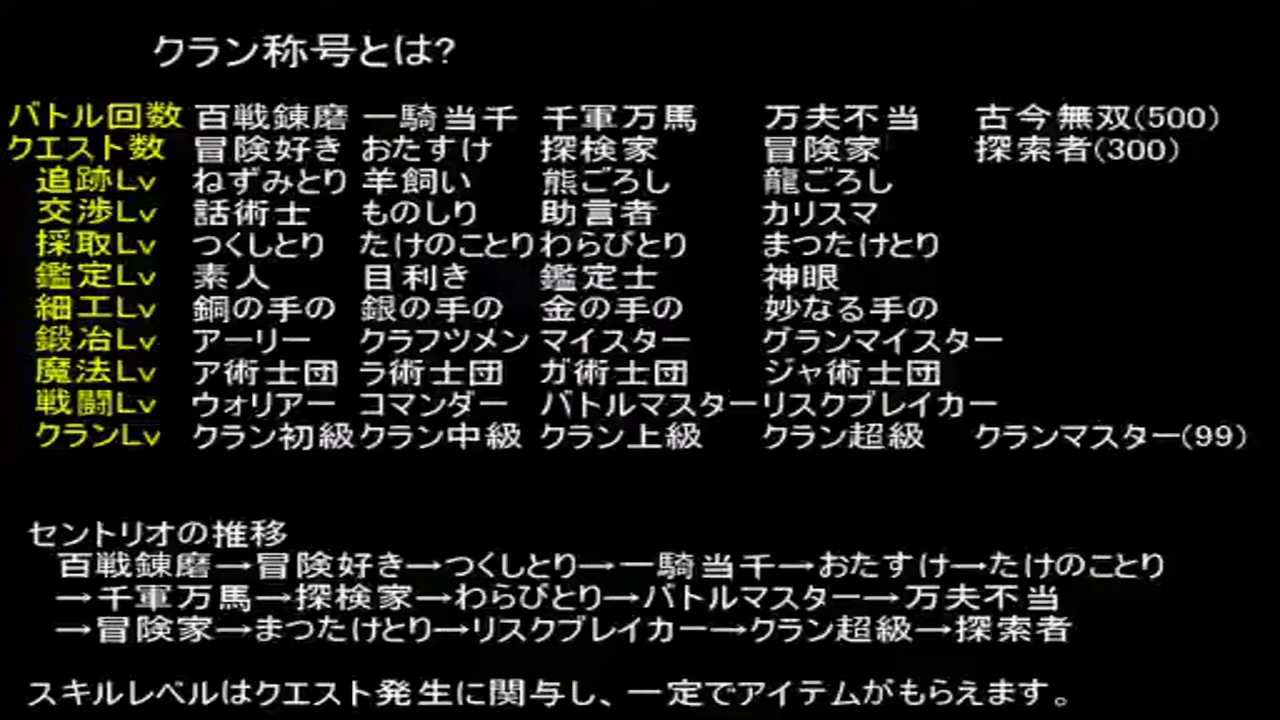 クラン称号とは?
バトル回数 百戦錬磨 一騎当千 千軍万馬 万夫不当 古今無双(500)
クエスト数 冒険好き おたすけ 探検家 冒険家 探索者(300)
追跡Lv ねずみとり 羊飼い 熊ごろし 龍ごろし
交渉Lv 話術士 ものしり 助言者 カリスマ
採取Lv つくしとり たけのことり わらびとり まつたけとり
鑑定Lv 素人 目利き 鑑定士 神眼
細工Lv 銅の手の 銀の手の 金の手の 妙なる手の
鍛冶Lv アーリー クラフツメン マイスター グランマイスター
魔法Lv ア術士団 ラ術士団 ガ術士団 ジャ術士団
戦闘Lv ウォリアー コマンダー バトルマスター リスクブレイカー
クランLv クラン初級 クラン中級 クラン上級 クラン超級 クランマスター(99)
セントリオの推移
百戦錬磨→冒険好き→つくしとり→一騎当千→おたすけ→たけのことり
→千軍万馬→探検家→わらびとり→バトルマスター→万夫不当
→冒険家→まつたけとり→リスクブレイカー→クラン超級→探索者
スキルレベルはクエスト発生に関与し、一定でアイテムがもらえます。